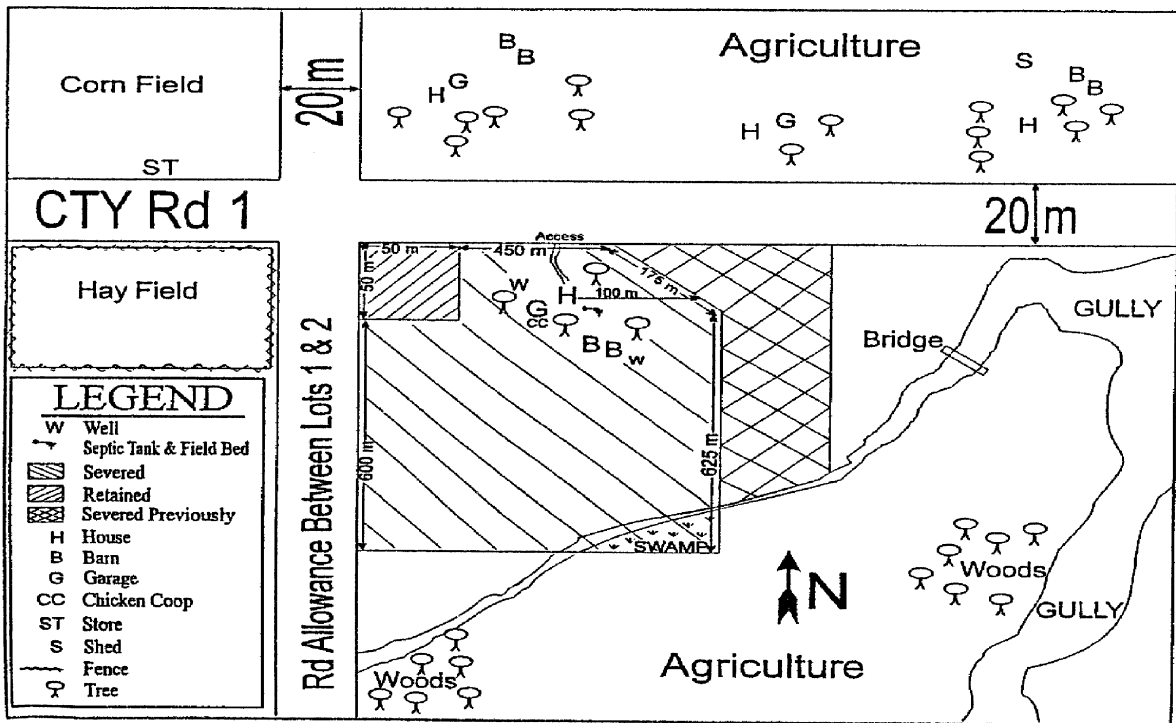 Corn Field
ST
20 m
B
B
H
G
Agriculture
H
G
S
B
B
H
CTY Rd 1
20 m
Hay Field
50 m
50 m
Access
450 m
175 m
W
H
100 m
G
CC
B
B
W
600 m
625 m
SWAMP
Bridge
GULLY
GULLY
Woods
Woods
N
Agriculture
Rd Allowance Between Lots 1 & 2
LEGEND
W Well
Septic Tank & Field Bed
Severed
Retained
Severed Previously
H House
B Barn
G Garage
CC Chicken Coop
ST Store
S Shed
Fence
Tree